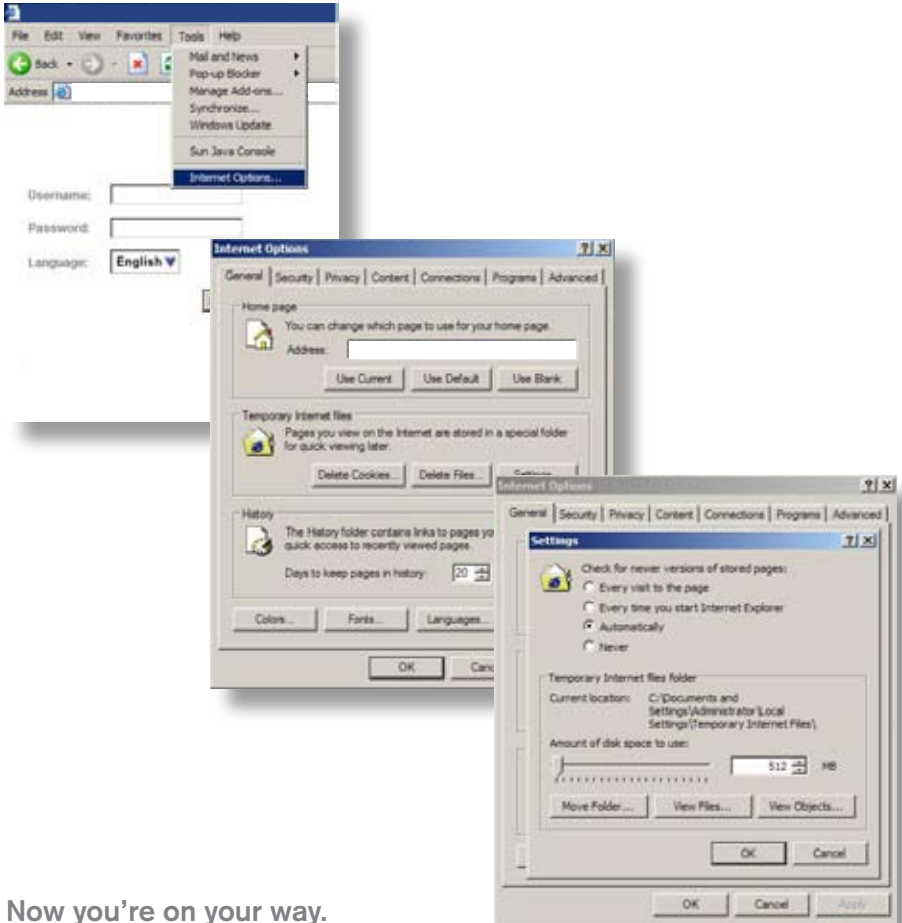 File Edit View Favorites Tools Help
Back
Address
Mail and News
Pop-up Blocker
Manage Add-ons...
Synchronize...
Windows Update
Sun Java Console
Internet Options...
Username:
Password:
Language: English
Internet Options
General Security Privacy Content Connections Programs Advanced
Home page
You can change which page to use for your home page.
Address:
Use Current Use Default Use Blank
Temporary Internet files
Pages you view on the Internet are stored in a special folder
for quick viewing later.
Delete Cookies... Delete Files... Settings...
History
The History folder contains links to pages
quick access to recently viewed pages.
Days to keep pages in history: 20
Colors... Fonts... Languages...
OK
Internet Options
General Security Privacy Content Connections Programs Advanced
Settings
Check for newer versions of stored pages:
Every visit to the page
Every time you start Internet Explorer
Automatically
Never
Temporary Internet files folder
Current location: C:\Documents and
Settings\Administrator\Local
Settings\Temporary Internet Files\
Amount of disk space to use:
512 MB
Move Folder... View Files... View Objects...
OK Cancel
OK Cancel Apply
Now you're on your way.